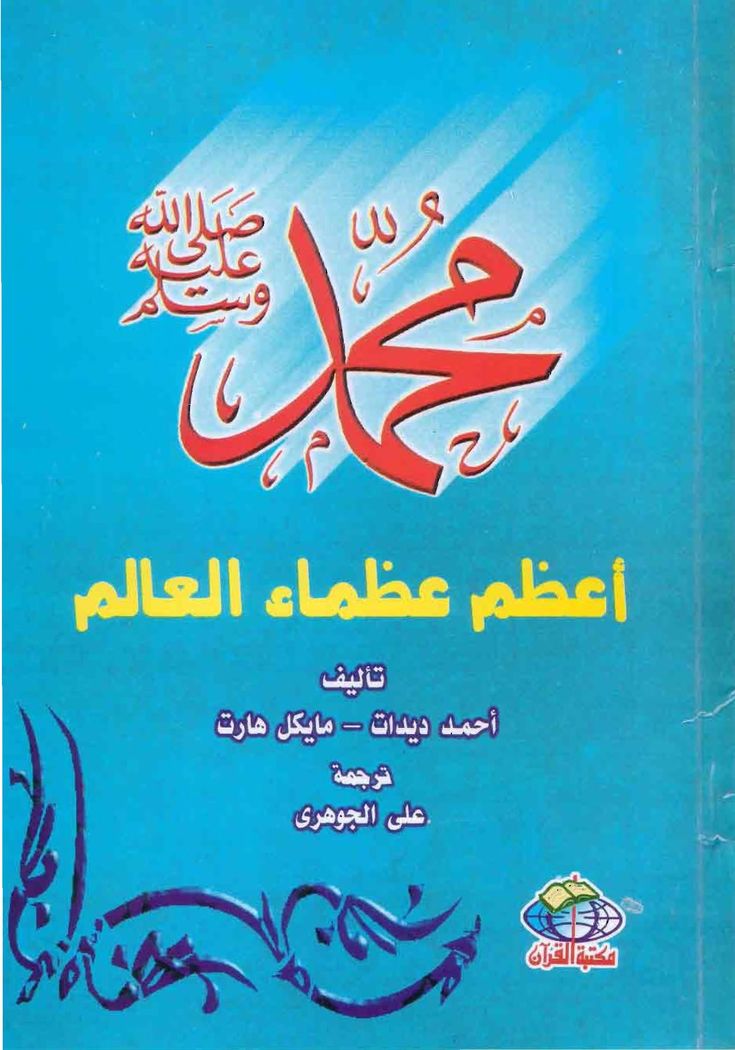 محمد
صلى الله
عليه
وسلم
أعظم عظماء العالم
تأليف
أحمد ديدات – مايكل هارت
ترجمة
على الجوهرى
مكتبة القرآن